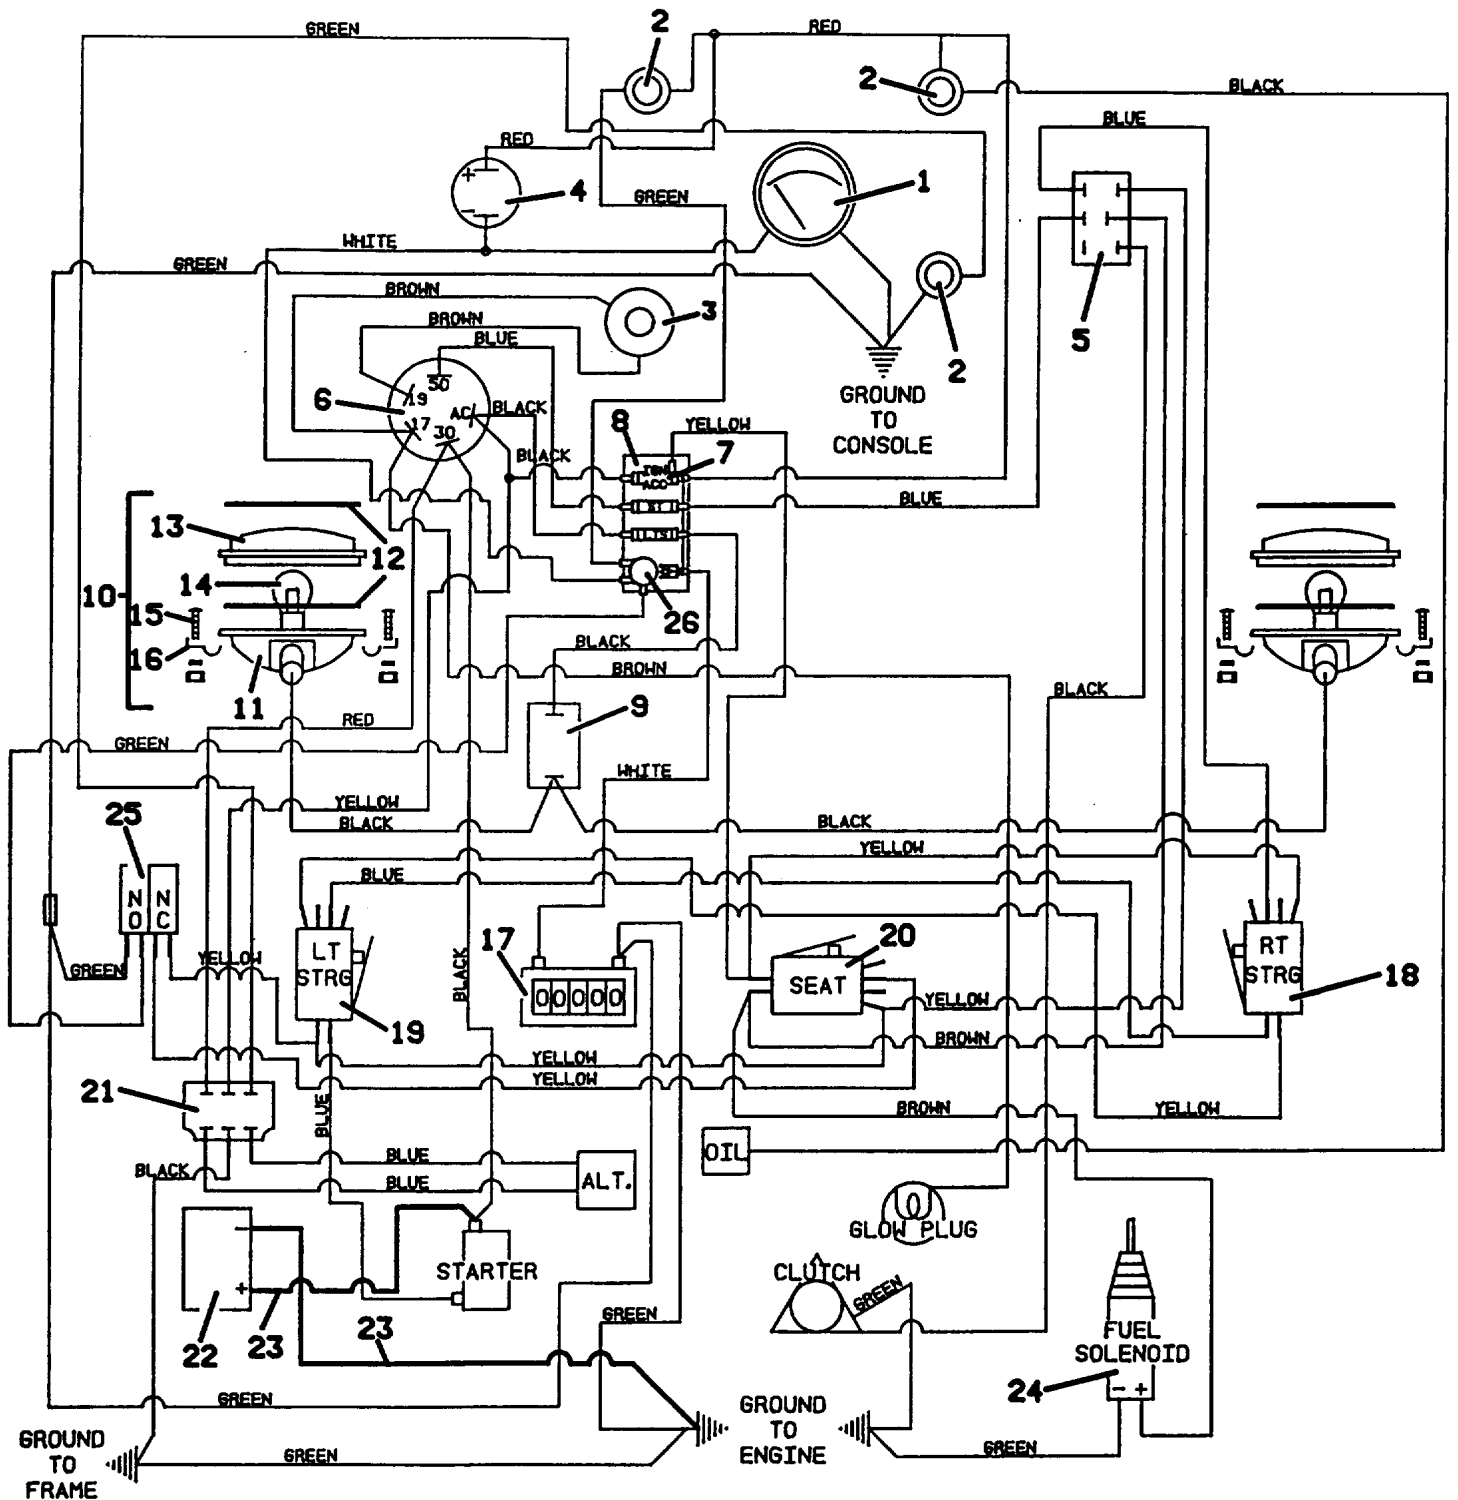 GREEN
2
RED
2
BLACK
BLUE
RED
+
-
4
GREEN
1
WHITE
GREEN
5
BROWN
3
2
BROWN
BLUE
GROUND
TO
CONSOLE
6
50
19
17
AC
30
BLACK
8
YELLOW
7
BLACK
IGN
ACC
ST
LTS
BLUE
10
13
12
14
15
16
11
26
BLACK
BROWN
BLACK
RED
9
GREEN
WHITE
YELLOW
BLACK
BLACK
YELLOW
25
BLUE
NO
NC
GREEN
YELLOW
LT
STRG
19
BLACK
17
00000
20
SEAT
YELLOW
BROWN
RT
STRG
18
YELLOW
YELLOW
21
BLUE
BROWN
YELLOW
BLACK
BLUE
BLUE
ALT.
OIL
GLOW PLUG
-
+
22
23
STARTER
23
CLUTCH
GREEN
GREEN
FUEL
SOLENOID
24
- +
GREEN
GROUND
TO
ENGINE
GROUND
TO
FRAME
GREEN
GREEN